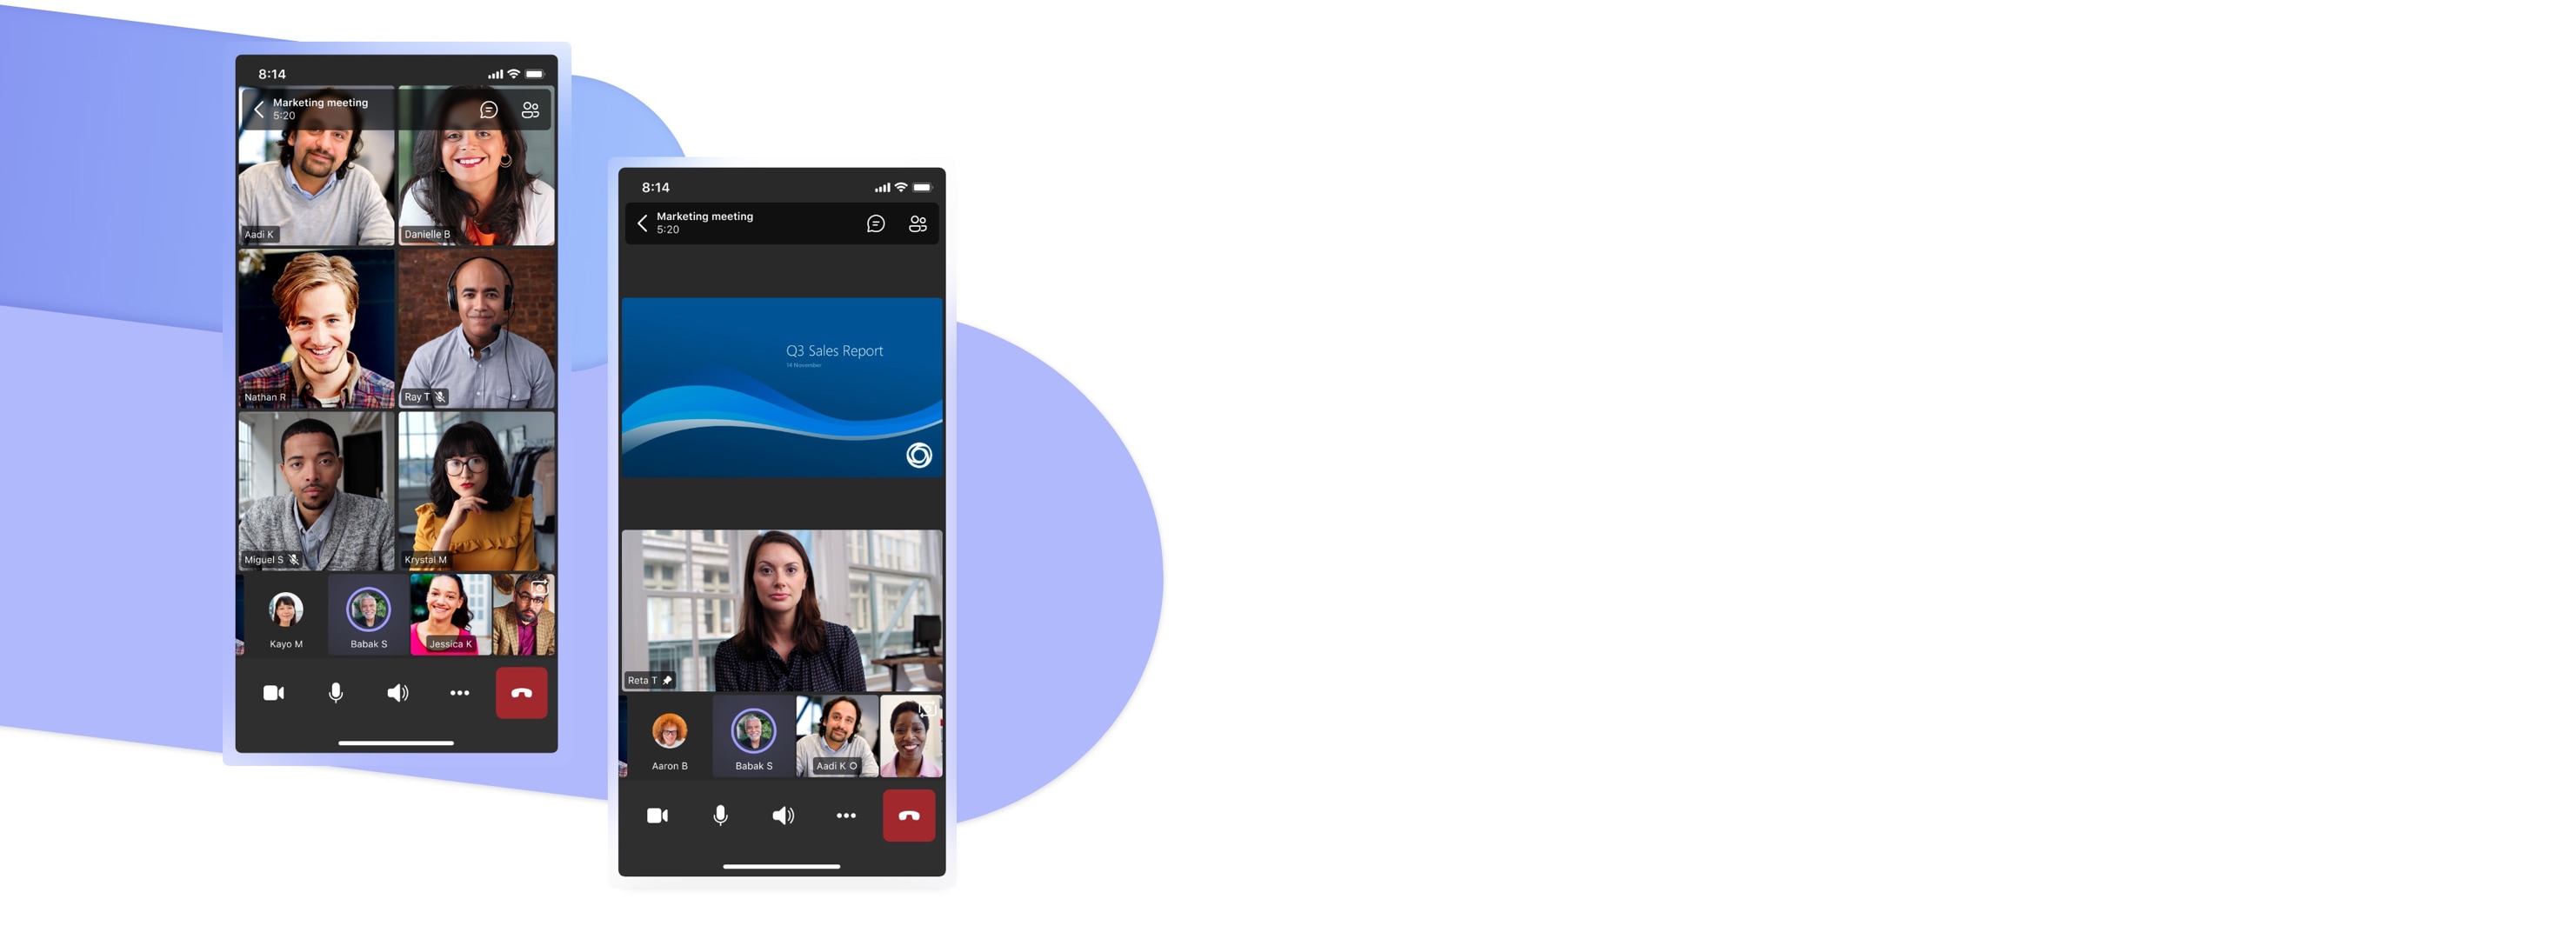 8:14
Marketing meeting
5:20
Aadi K
Danielle B
Nathan R
Ray T
Miguel S
Krystal M
Kayo M
Babak S
Jessica K
8:14
Marketing meeting
5:20
Q3 Sales Report
14 November
Reta T
Aaron B
Babak S
Aadi K